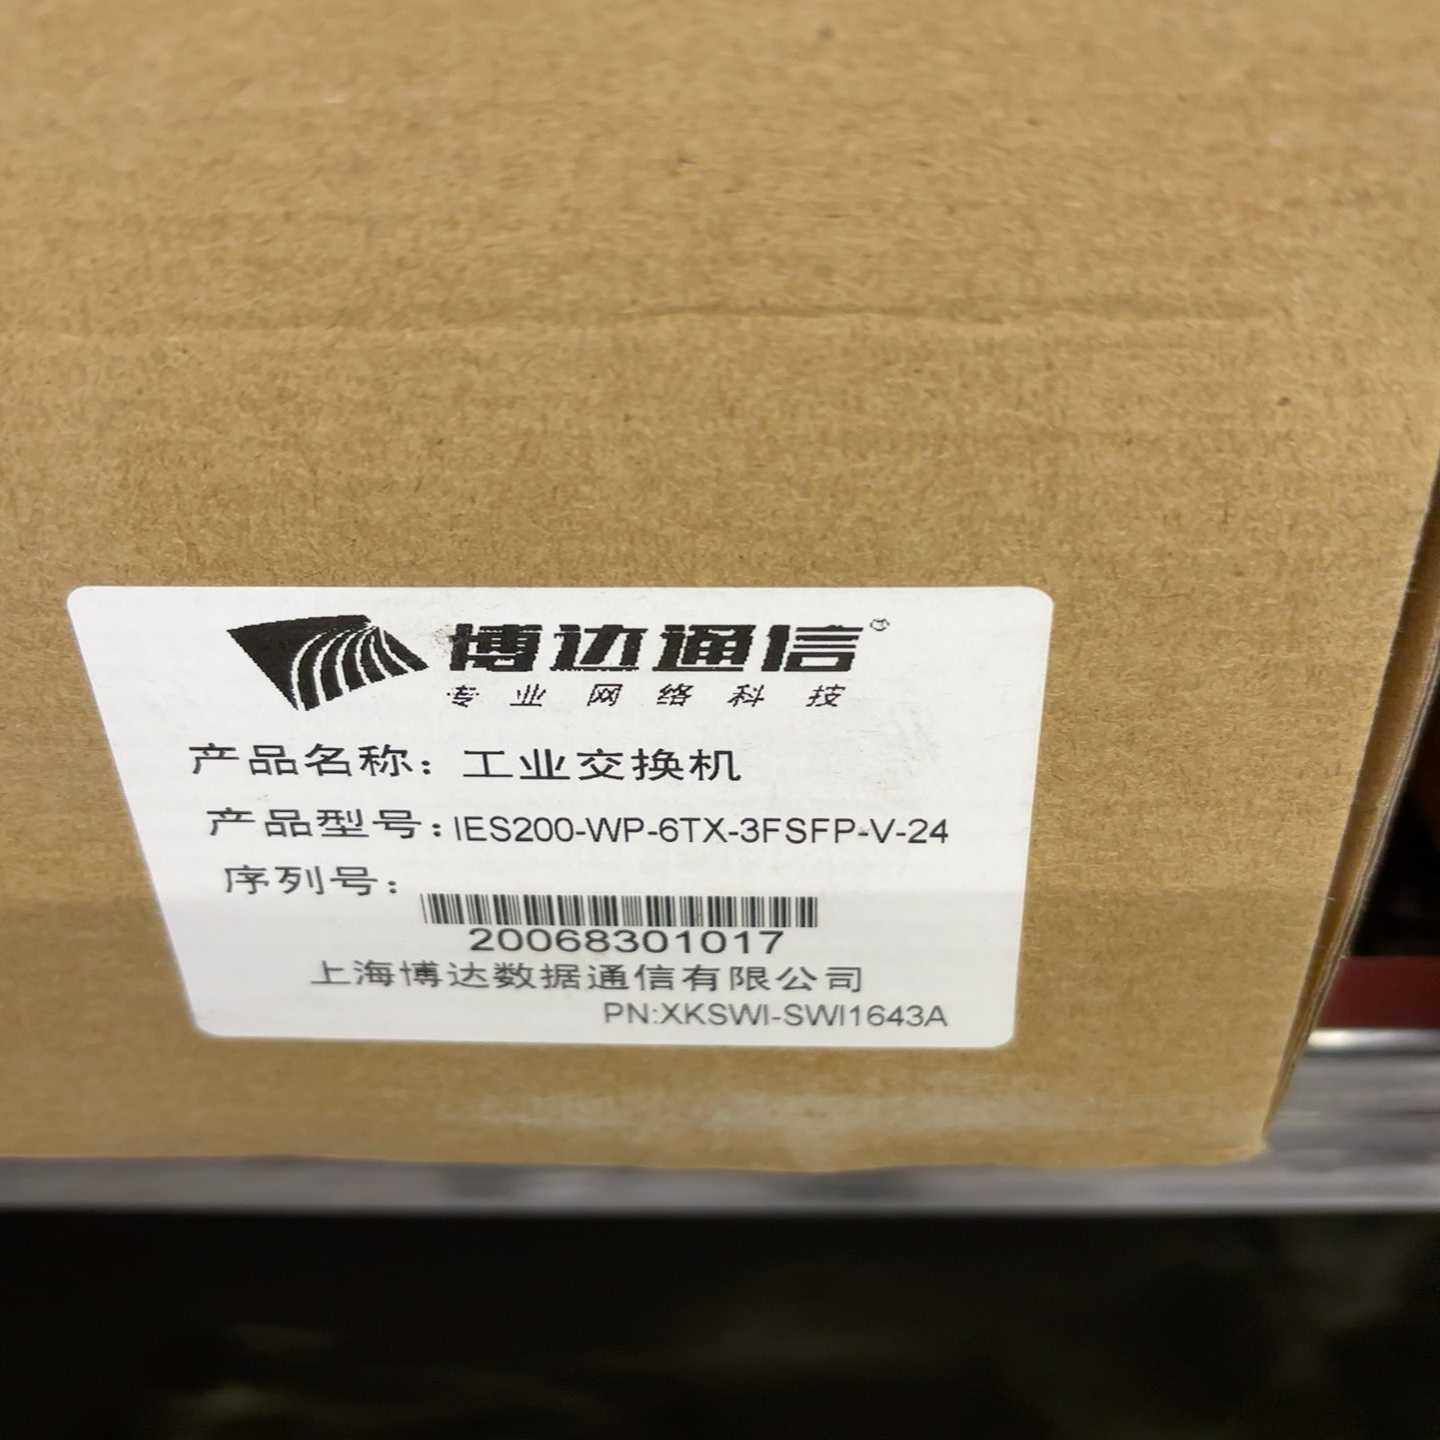 博达通信®
专业网络科技
产品名称：工业交换机
产品型号：IES200-WP-6TX-3FSFP-V-24
序列号：
20068301017
上海博达数据通信有限公司
PN:XKSWI-SWI1643A